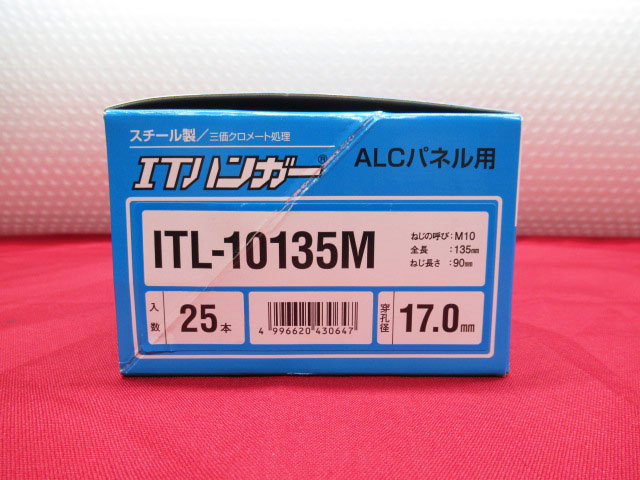 スチール製/三価クロメート処理
ITハンガー®
ALCパネル用
ITL-10135M
ねじの呼び:M10
全長:135mm
ねじ長さ:90mm
入数
25本
4 996620 430647
穿孔径
17.0mm